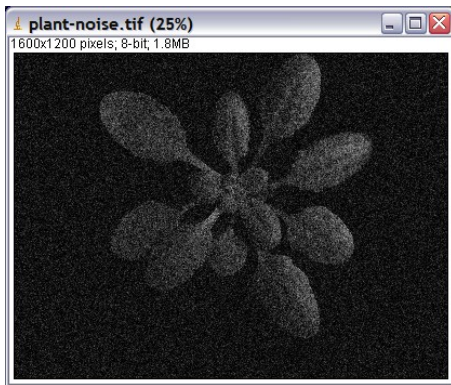 plant-noise.tif (25%)
1600x1200 pixels; 8-bit; 1.8MB